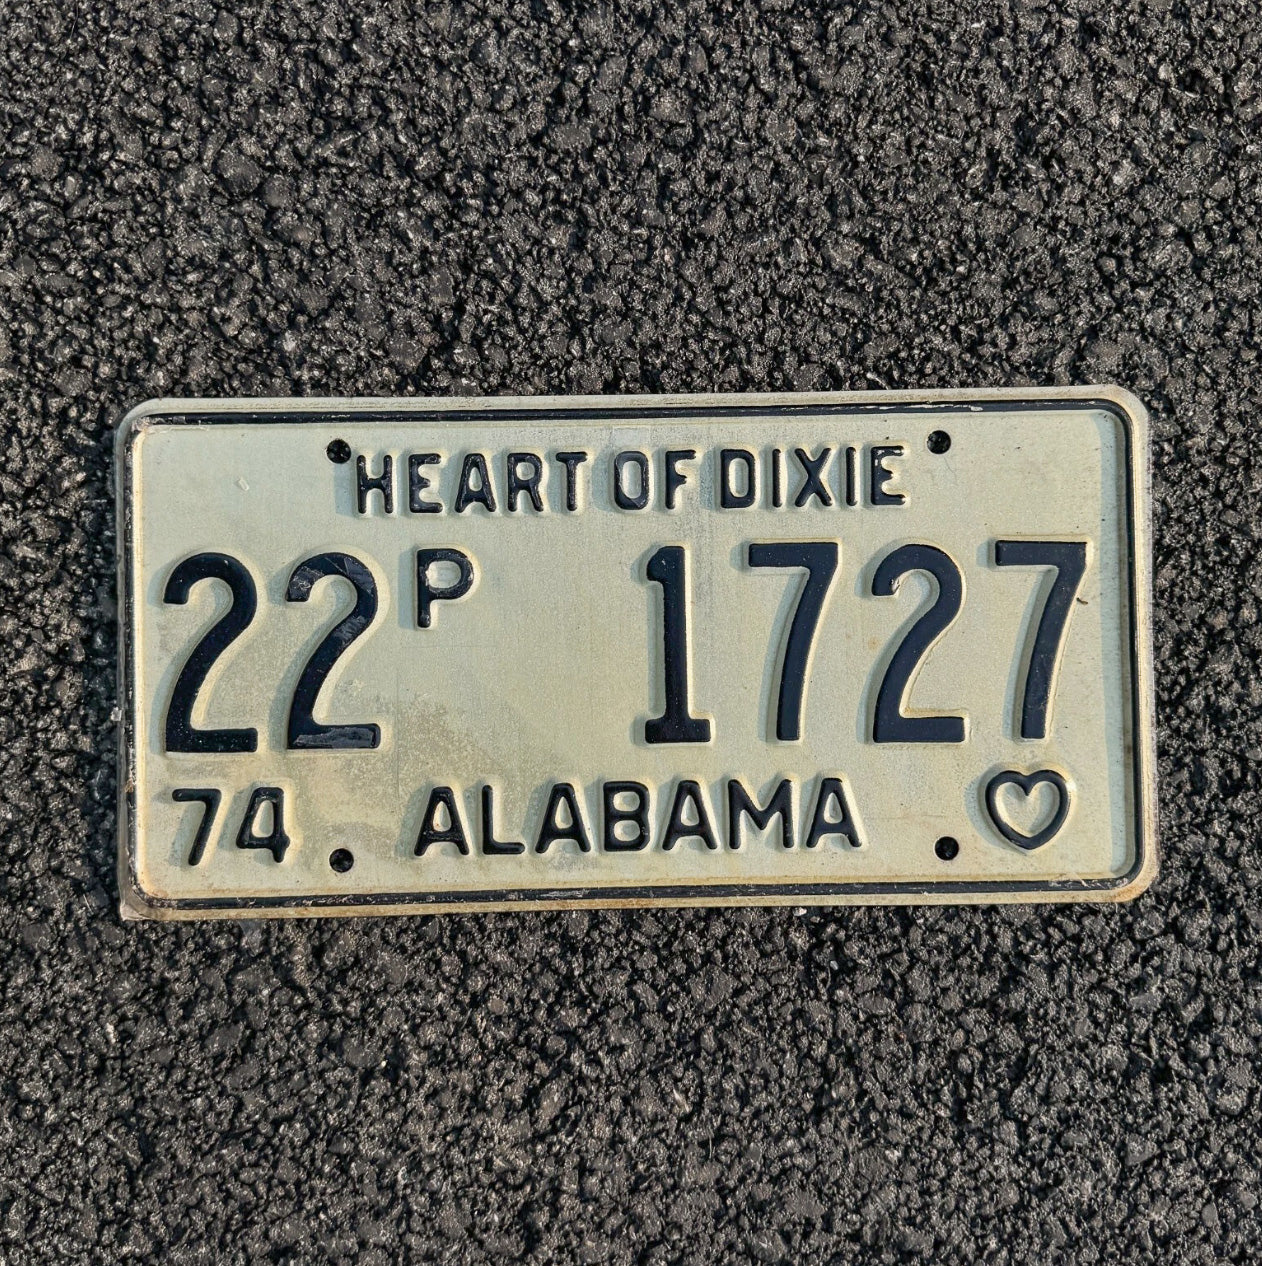 HEART OF DIXIE
22P 1727
74 ALABAMA